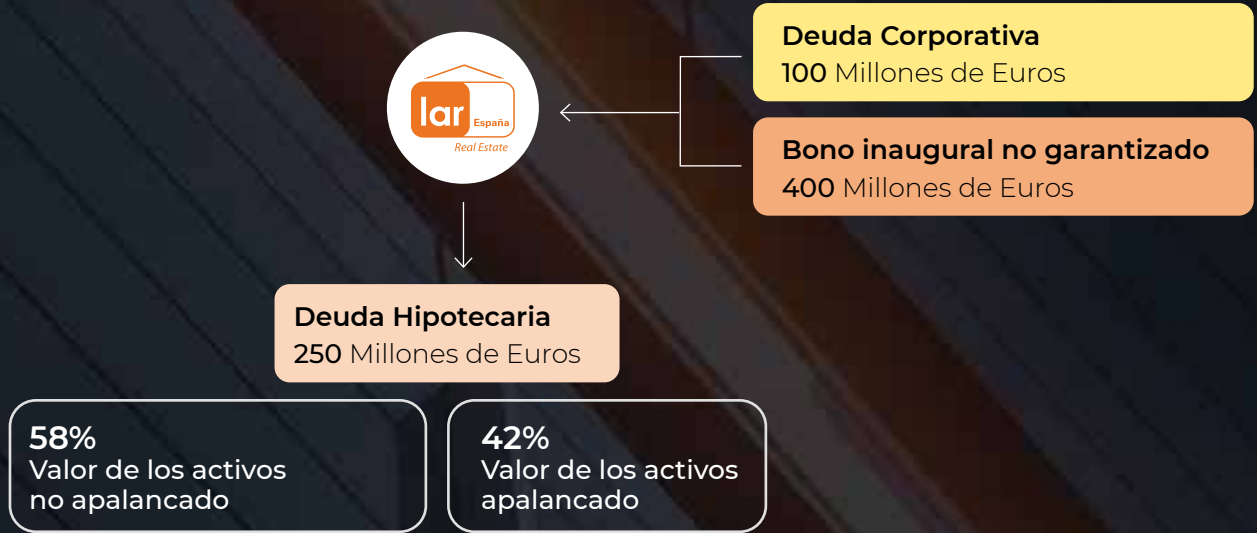 lar
España
Real Estate
Deuda Corporativa
100 Millones de Euros
Bono inaugural no garantizado
400 Millones de Euros
Deuda Hipotecaria
250 Millones de Euros
58%
Valor de los activos
no apalancado
42%
Valor de los activos
apalancado